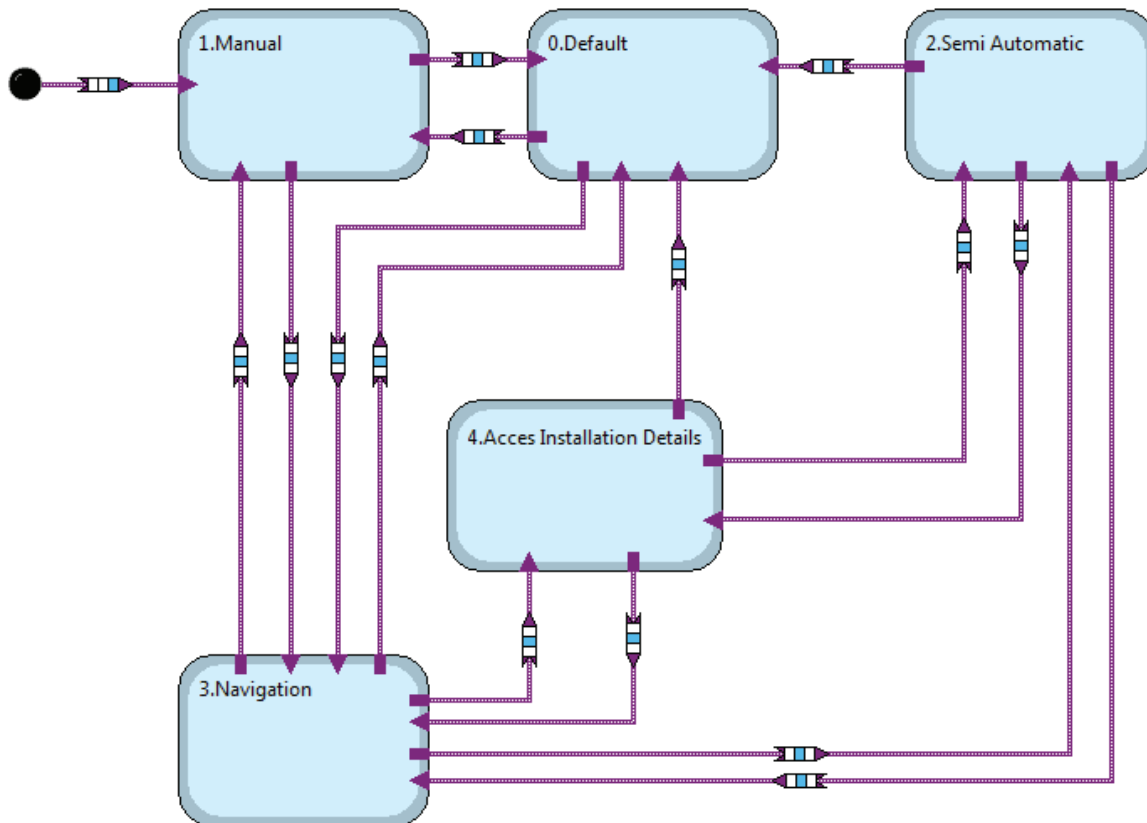 1.Manual
0.Default
2.Semi Automatic
4.Acces Installation Details
3.Navigation